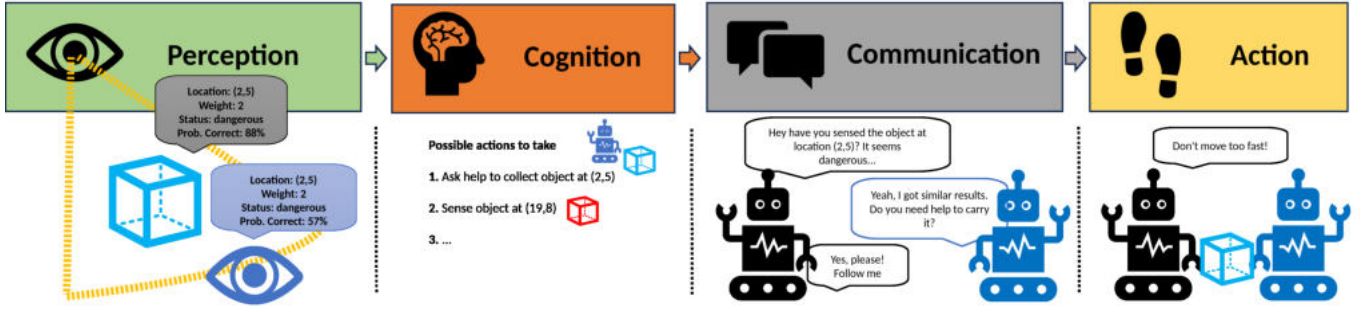 Perception
Cognition
Communication
Action
Location: (2,5)
Weight: 2
Status: dangerous
Prob. Correct: 88%
Location: (2,5)
Weight: 2
Status: dangerous
Prob. Correct: 57%
Possible actions to take
1. Ask help to collect object at (2,5)
2. Sense object at (19,8)
3. ...
Hey have you sensed the object at
location (2,5)? It seems
dangerous...
Yeah, I got similar results.
Do you need help to carry
it?
Yes, please!
Follow me
Don't move too fast!